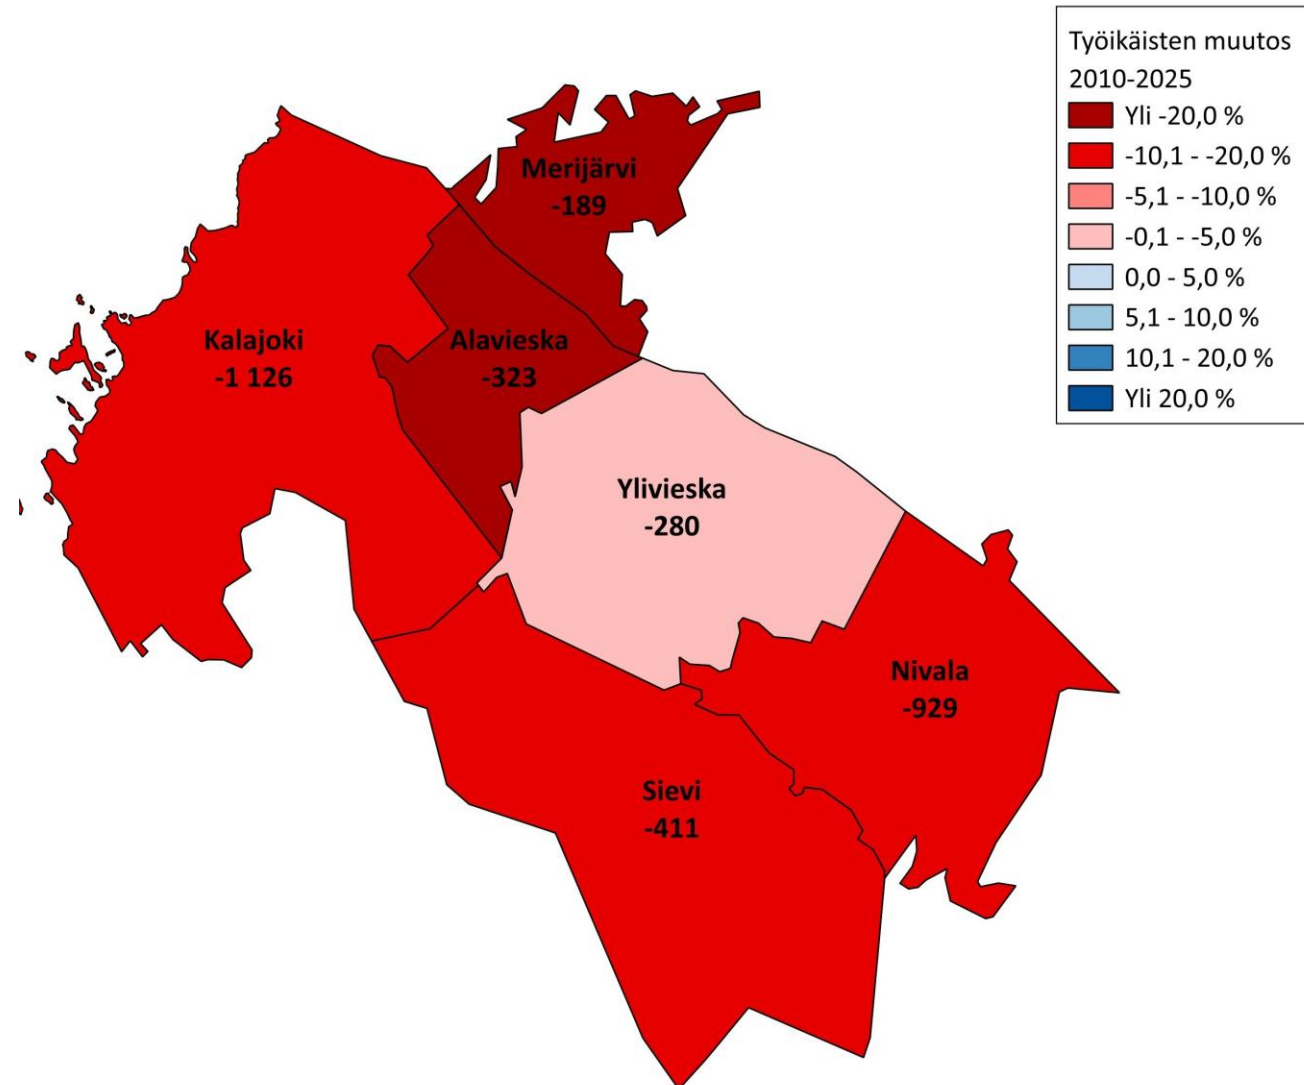 Työikäisten muutos
2010-2025
Yli -20,0 %
-10,1 - -20,0 %
-5,1 - -10,0 %
-0,1 - -5,0 %
0,0 - 5,0 %
5,1 - 10,0 %
10,1 - 20,0 %
Yli 20,0 %
Merijärvi
-189
Kalajoki
-1 126
Alavieska
-323
Ylivieska
-280
Nivala
-929
Sievi
-411